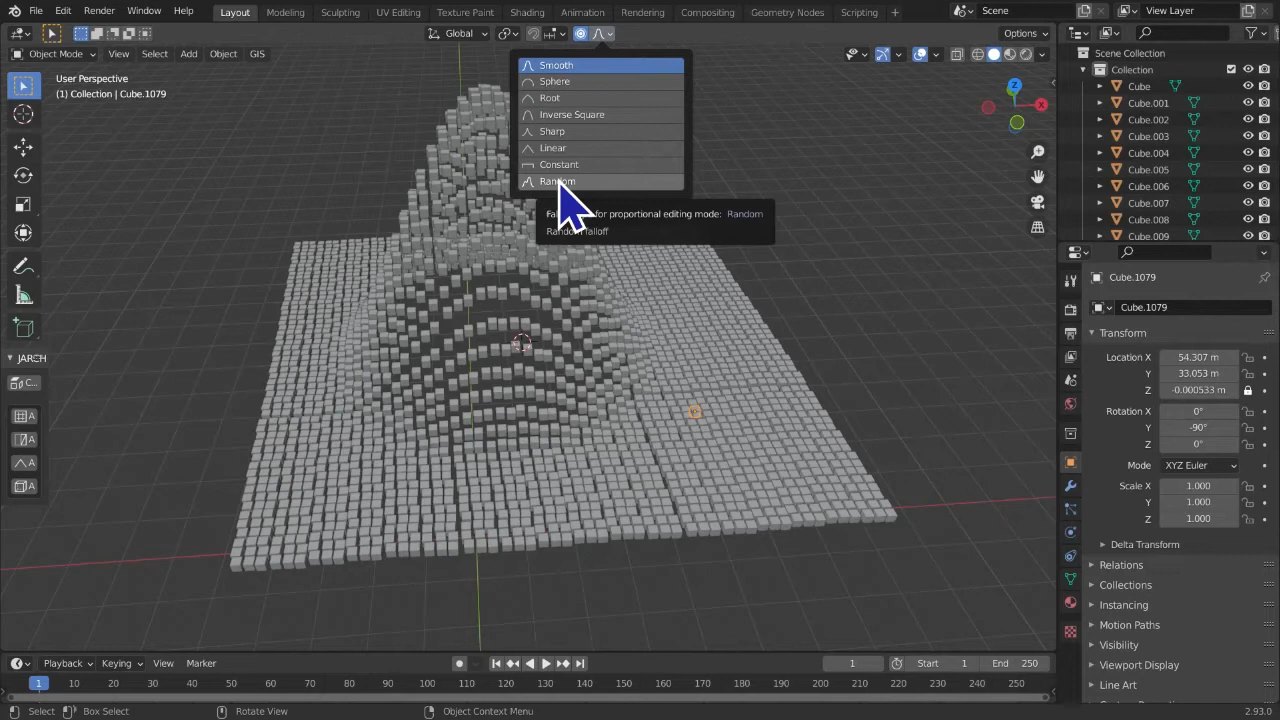 File Edit Render Window Help Layout Modeling Sculpting UV Editing Texture Paint Shading Animation Rendering Compositing Geometry Nodes Scripting + Scene View Layer
Global Options
Object Mode View Select Add Object GIS
User Perspective
(1) Collection | Cube.1079
Smooth
Sphere
Root
Inverse Square
Sharp
Linear
Constant
Random
for proportional editing mode: Random
Z
X
JARCH
C...
A
A
A
A
Scene Collection
Collection
Cube
Cube.001
Cube.002
Cube.003
Cube.004
Cube.005
Cube.006
Cube.007
Cube.008
Cube.009
Cube.1079
Cube.1079
Transform
Location X 54.307 m
Y 33.053 m
Z -0.000533 m
Rotation X 0°
Y -90°
Z 0°
Mode XYZ Euler
Scale X 1.000
Y 1.000
Z 1.000
Delta Transform
Relations
Collections
Instancing
Motion Paths
Visibility
Viewport Display
Line Art
Playback Keying View Marker 1 Start 1 End 250
1 10 20 30 40 50 60 70 80 90 100 110 120 130 140 150 160 170 180 190 200 210 220 230 240 250
Select Box Select Rotate View Object Context Menu 2.93.0